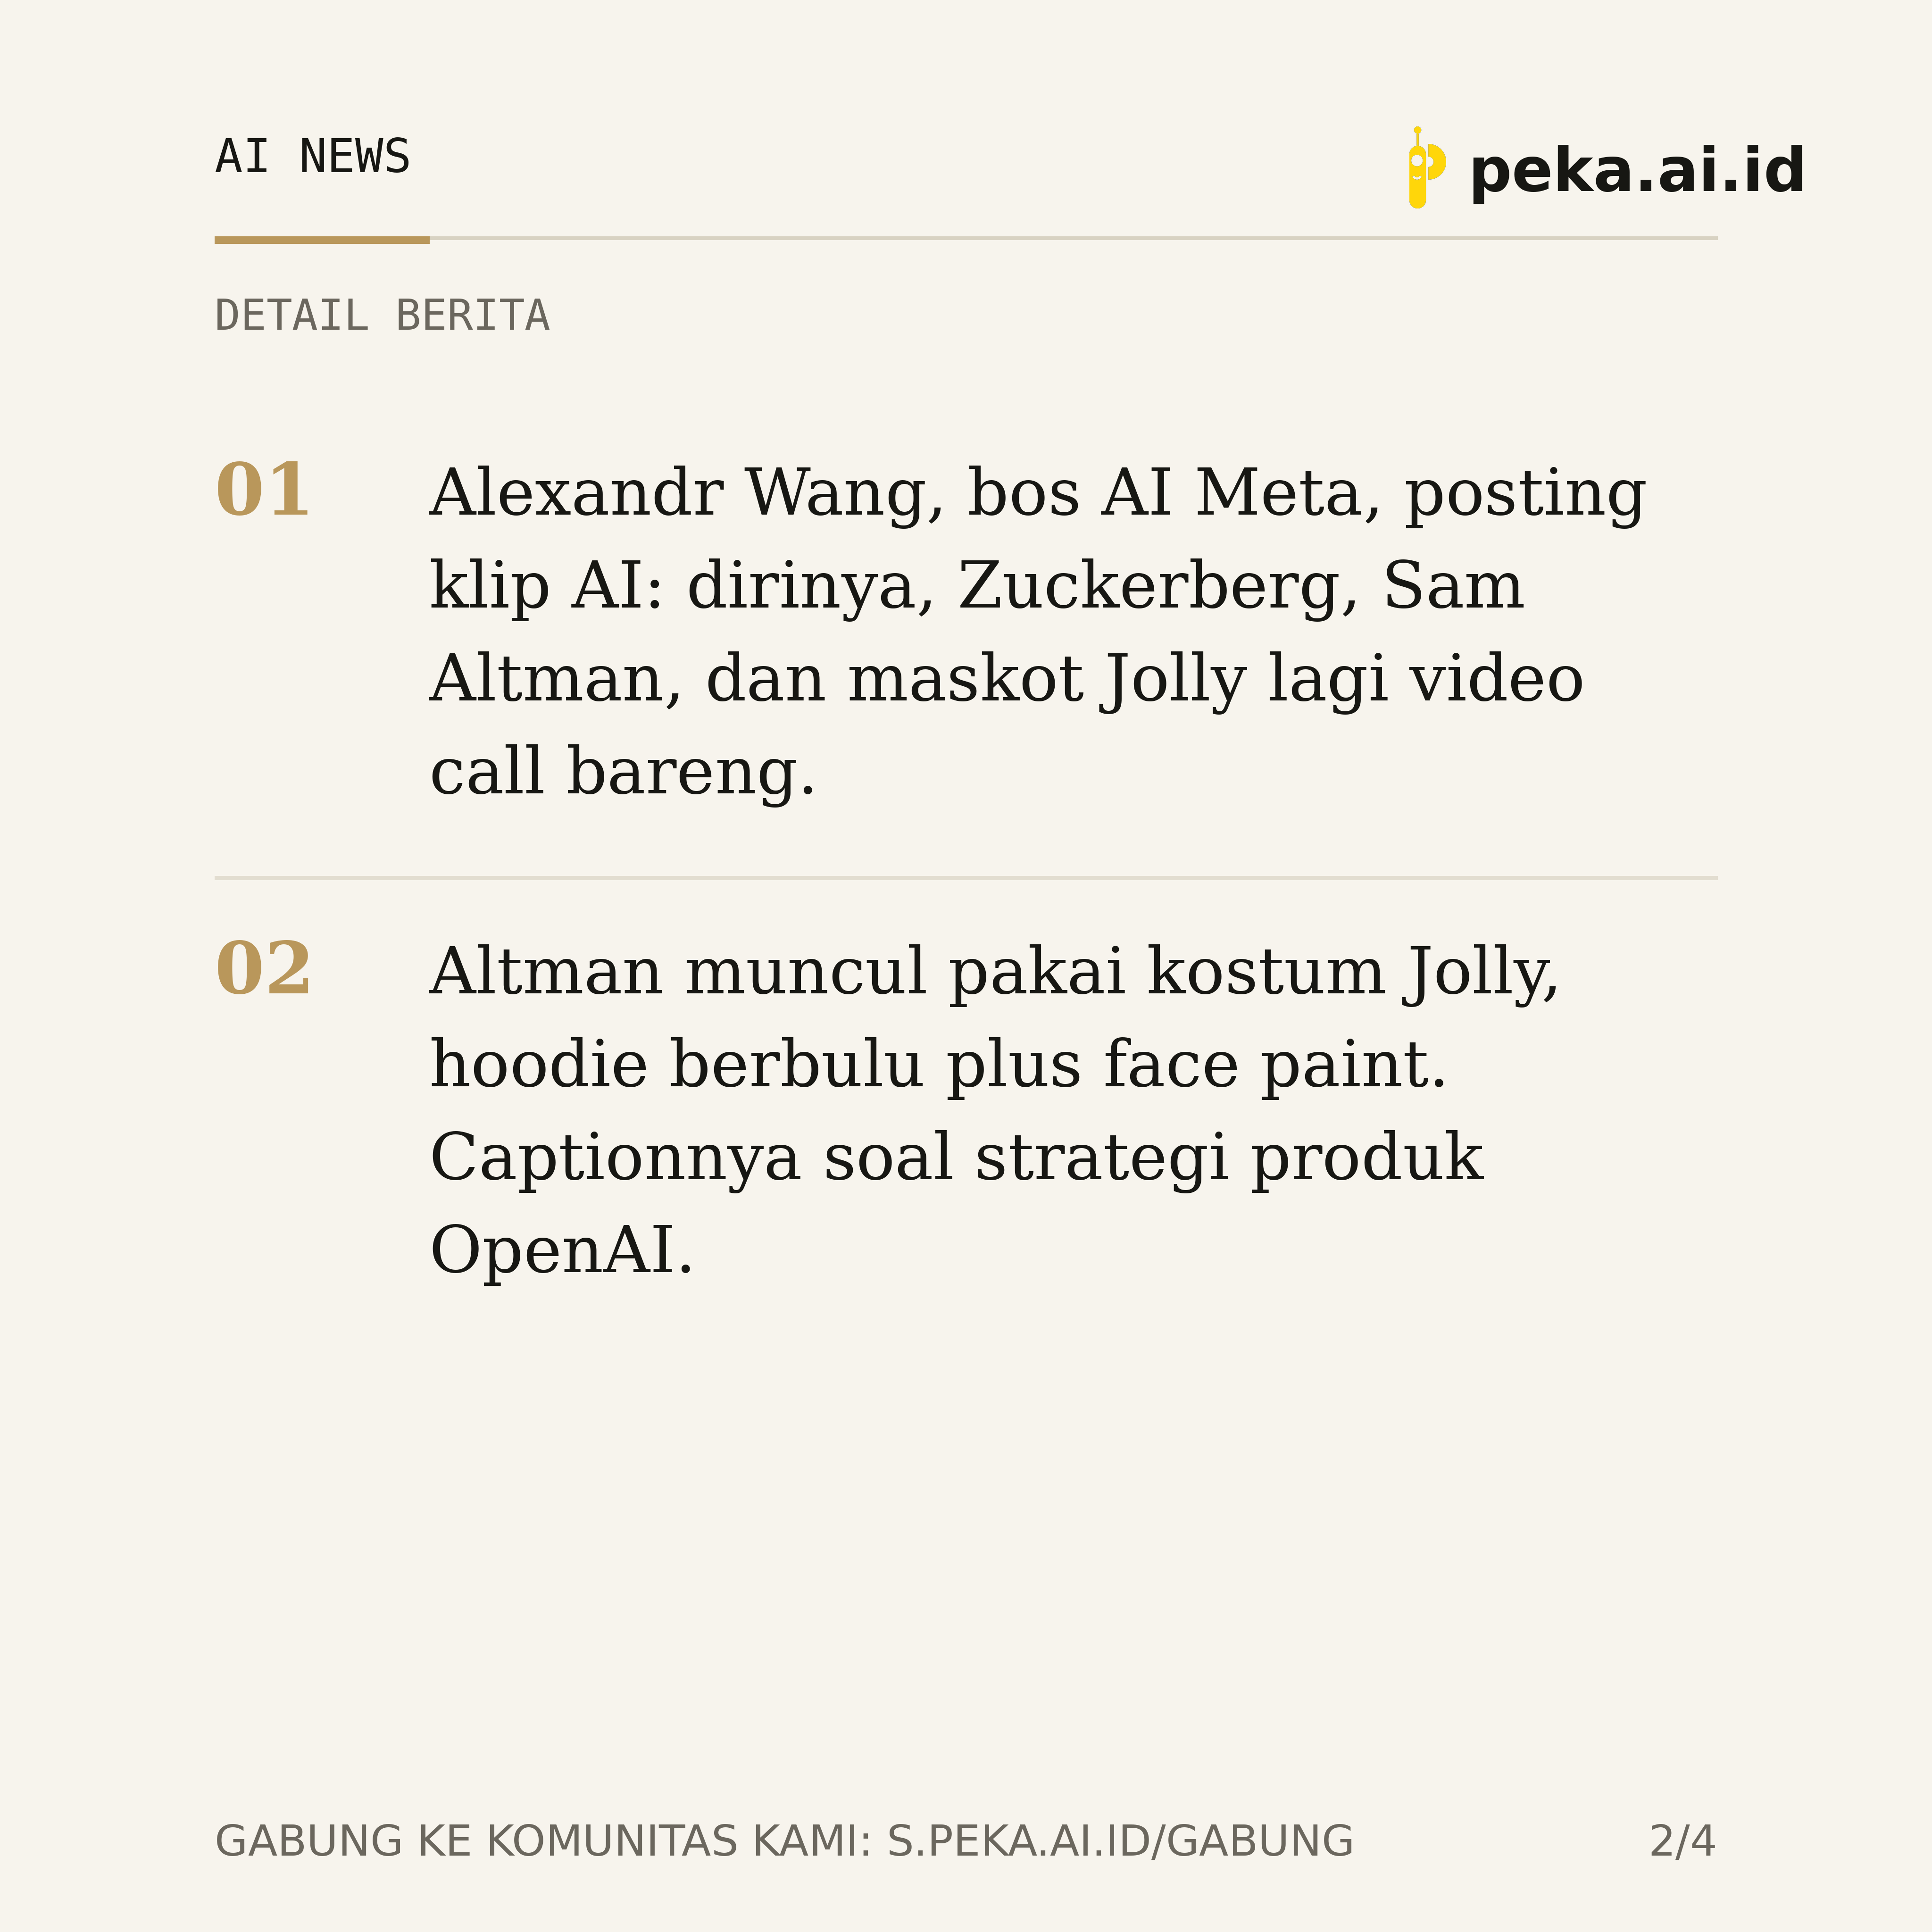 AI NEWS
peka.ai.id
DETAIL BERITA
01
Alexandr Wang, bos AI Meta, posting
klip AI: dirinya, Zuckerberg, Sam
Altman, dan maskot Jolly lagi video
call bareng.
02
Altman muncul pakai kostum Jolly,
hoodie berbulu plus face paint.
Captionnya soal strategi produk
OpenAI.
GABUNG KE KOMUNITAS KAMI: S.PEKA.AI.ID/GABUNG
2/4